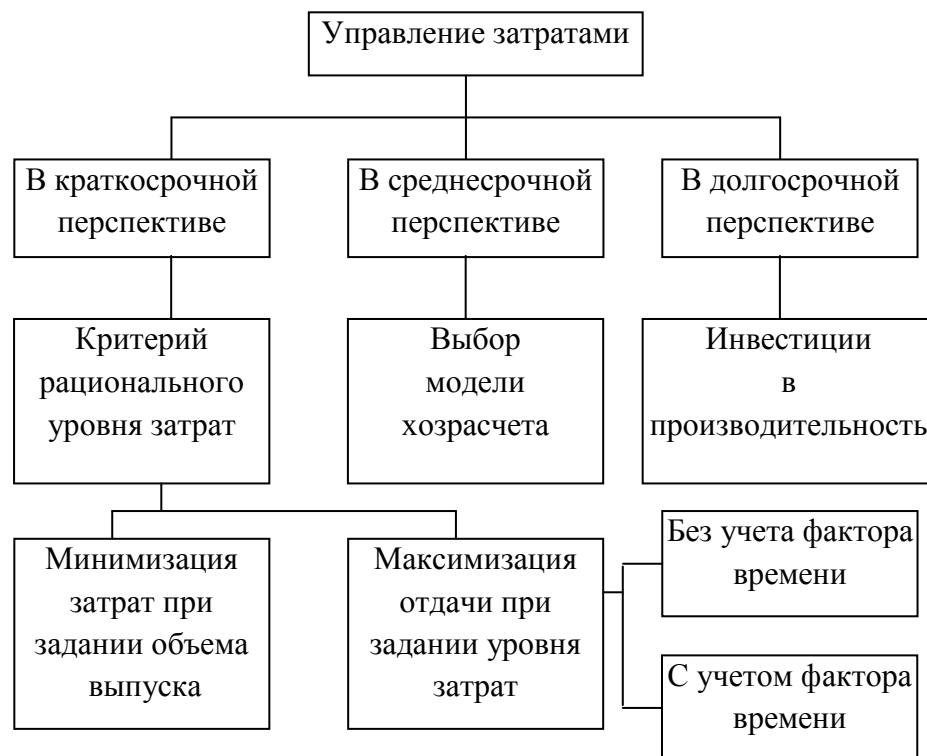 Управление затратами
В краткосрочной
перспективе
В среднесрочной
перспективе
В долгосрочной
перспективе
Критерий
рационального
уровня затрат
Выбор
модели
хозрасчета
Инвестиции
в
производительность
Минимизация
затрат при
задании объема
выпуска
Максимизация
отдачи при
задании уровня
затрат
Без учета фактора
времени
С учетом фактора
времени